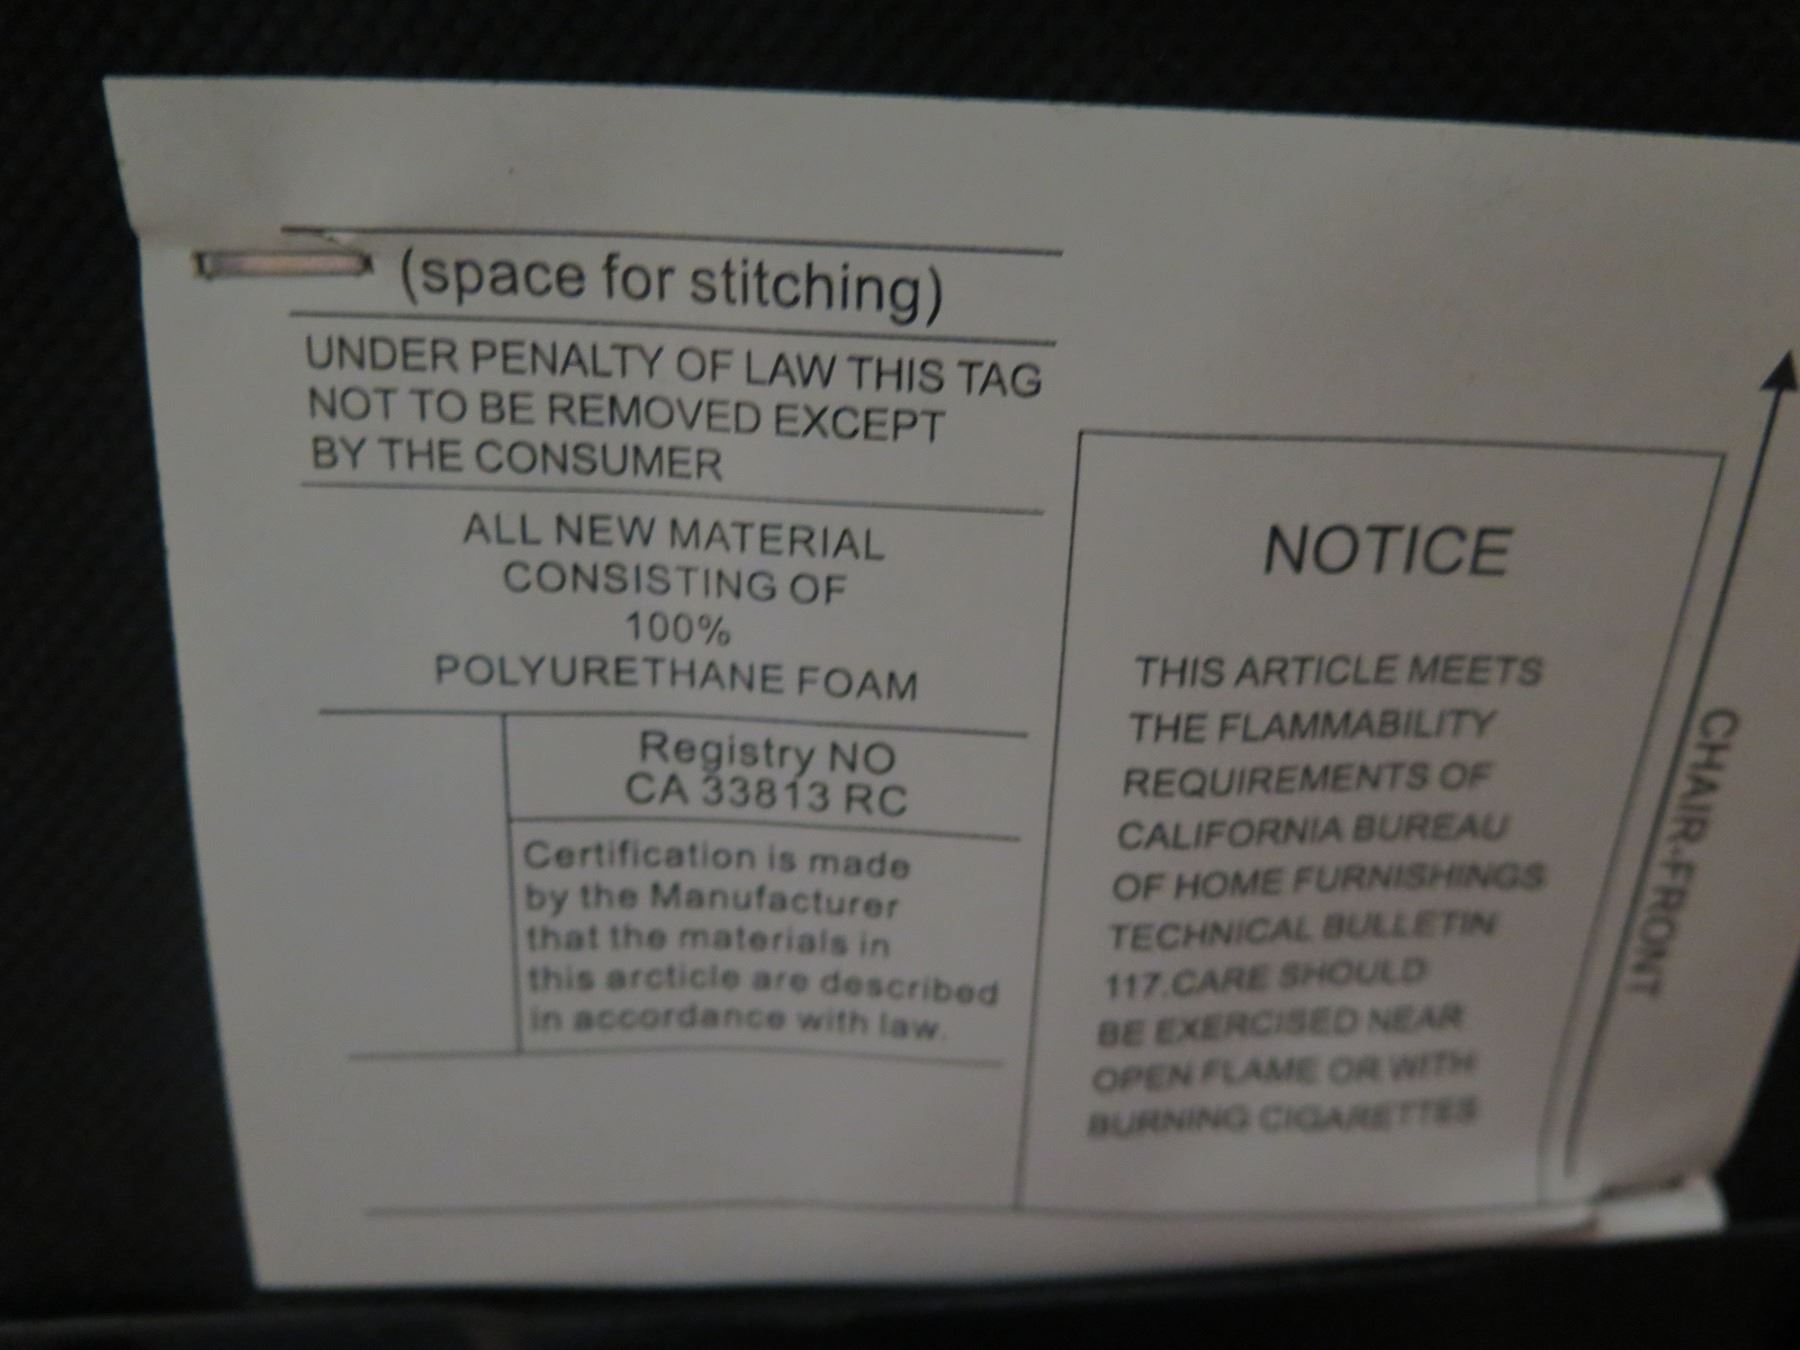 (space for stitching)
UNDER PENALTY OF LAW THIS TAG
NOT TO BE REMOVED EXCEPT
BY THE CONSUMER
ALL NEW MATERIAL
CONSISTING OF
100%
POLYURETHANE FOAM
Registry NO
CA 33813 RC
Certification is made
by the Manufacturer
that the materials in
this arcticle are described
in accordance with law.
NOTICE
THIS ARTICLE MEETS
THE FLAMMABILITY
REQUIREMENTS OF
CALIFORNIA BUREAU
OF HOME FURNISHINGS
TECHNICAL BULLETIN
117.CARE SHOULD
BE EXERCISED NEAR
OPEN FLAME OR WITH
BURNING CIGARETTES
CHAIR-FRONT